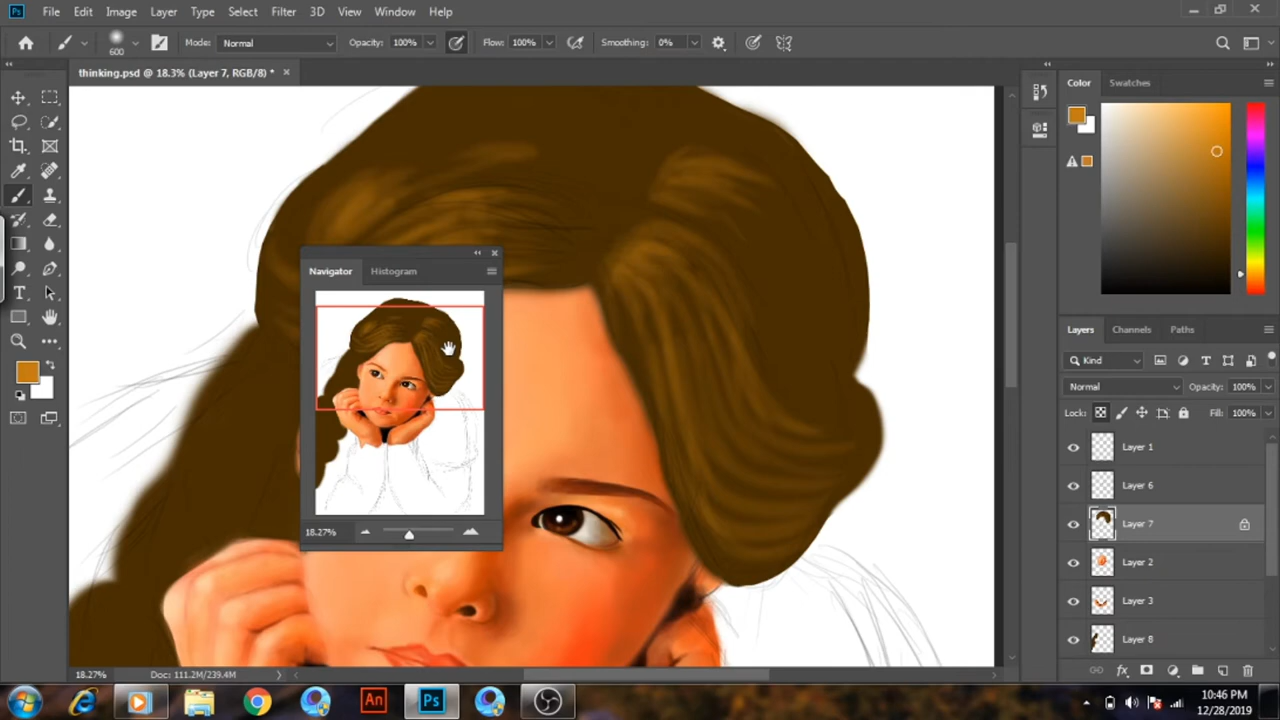 Ps File Edit Image Layer Type Select Filter 3D View Window Help
600 Mode: Normal Opacity: 100% Flow: 100% Smoothing: 0%
thinking.psd @ 18.3% (Layer 7, RGB/8) *
Color Swatches
Navigator Histogram
18.27%
Layers Channels Paths
Kind
Normal Opacity: 100%
Lock: Fill: 100%
Layer 1
Layer 6
Layer 7
Layer 2
Layer 3
Layer 8
18.27% Doc: 111.2M/239.4M
An Ps
10:46 PM
12/28/2019